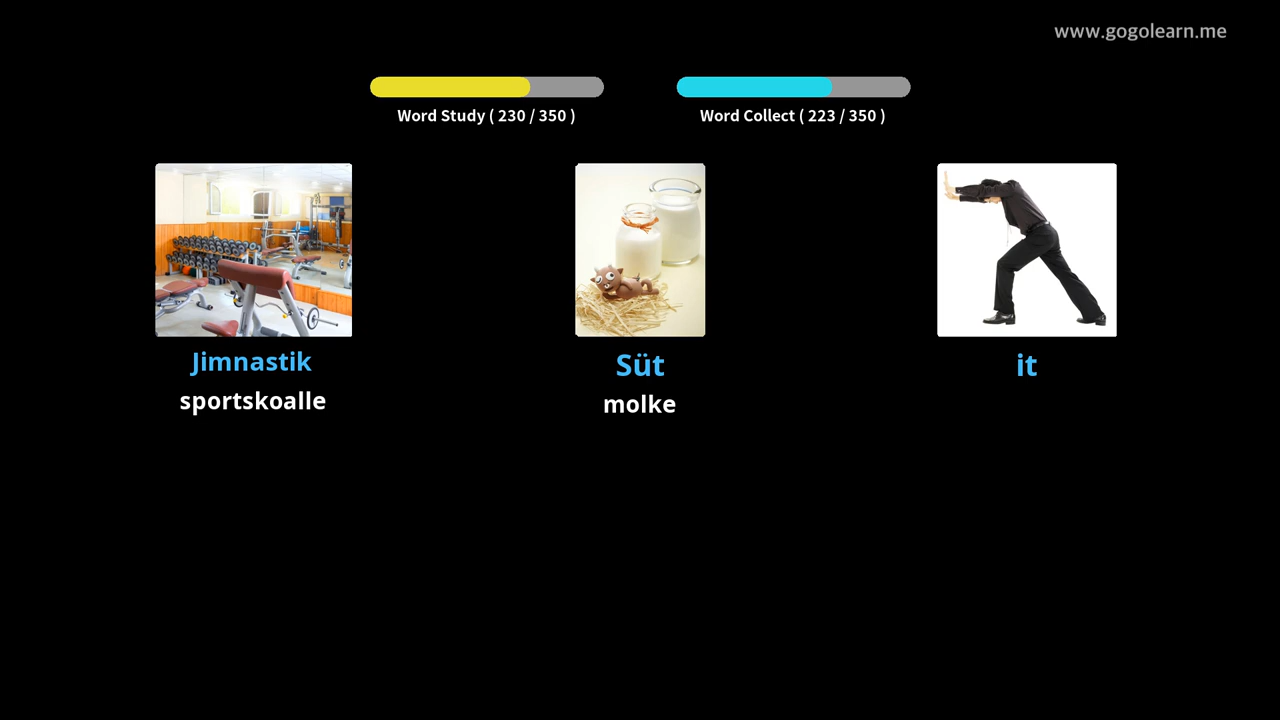 www.gogolearn.me
Word Study ( 230 / 350 )
Word Collect ( 223 / 350 )
Jimnastik
sportskoalle
Süt
molke
it